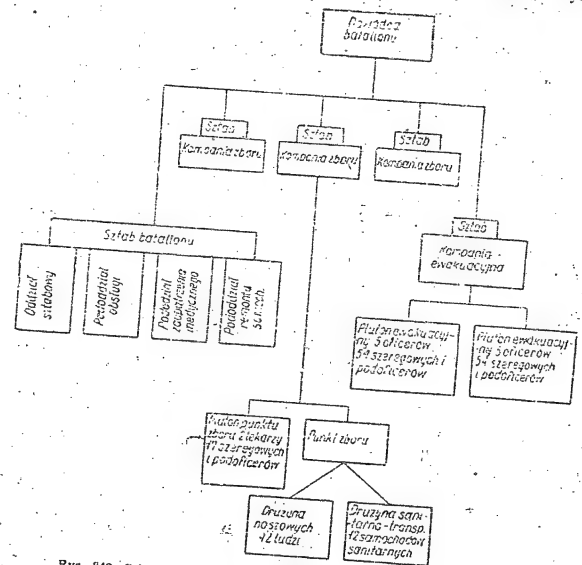 Dowódca
batalionu
Sztab
Kompania zboru
Sztab
Kompania zboru
Sztab
Kompania zboru
Sztab
Kompania
ewakuacyjna
Sztab batalionu
Oddział
sztabowy
Pododdział
obsługi
Pododdział
zaopatrzenia
medycznego
Pododdział
remontu
samoch.
Pluton ewakuacyj-
ny 5 oficerów
54 szeregowych i
podoficerów
Pluton ewakuacyj-
ny 5 oficerów
54 szeregowych
i podoficerów
Pluton punktu
zboru 2 lekarzy
szeregowych
i podoficerów
Punkt zboru
Drużyna
noszowych
42 ludzi
Drużyna sani-
-tarno-transp.
12 samochodów
sanitarnych
Rys.